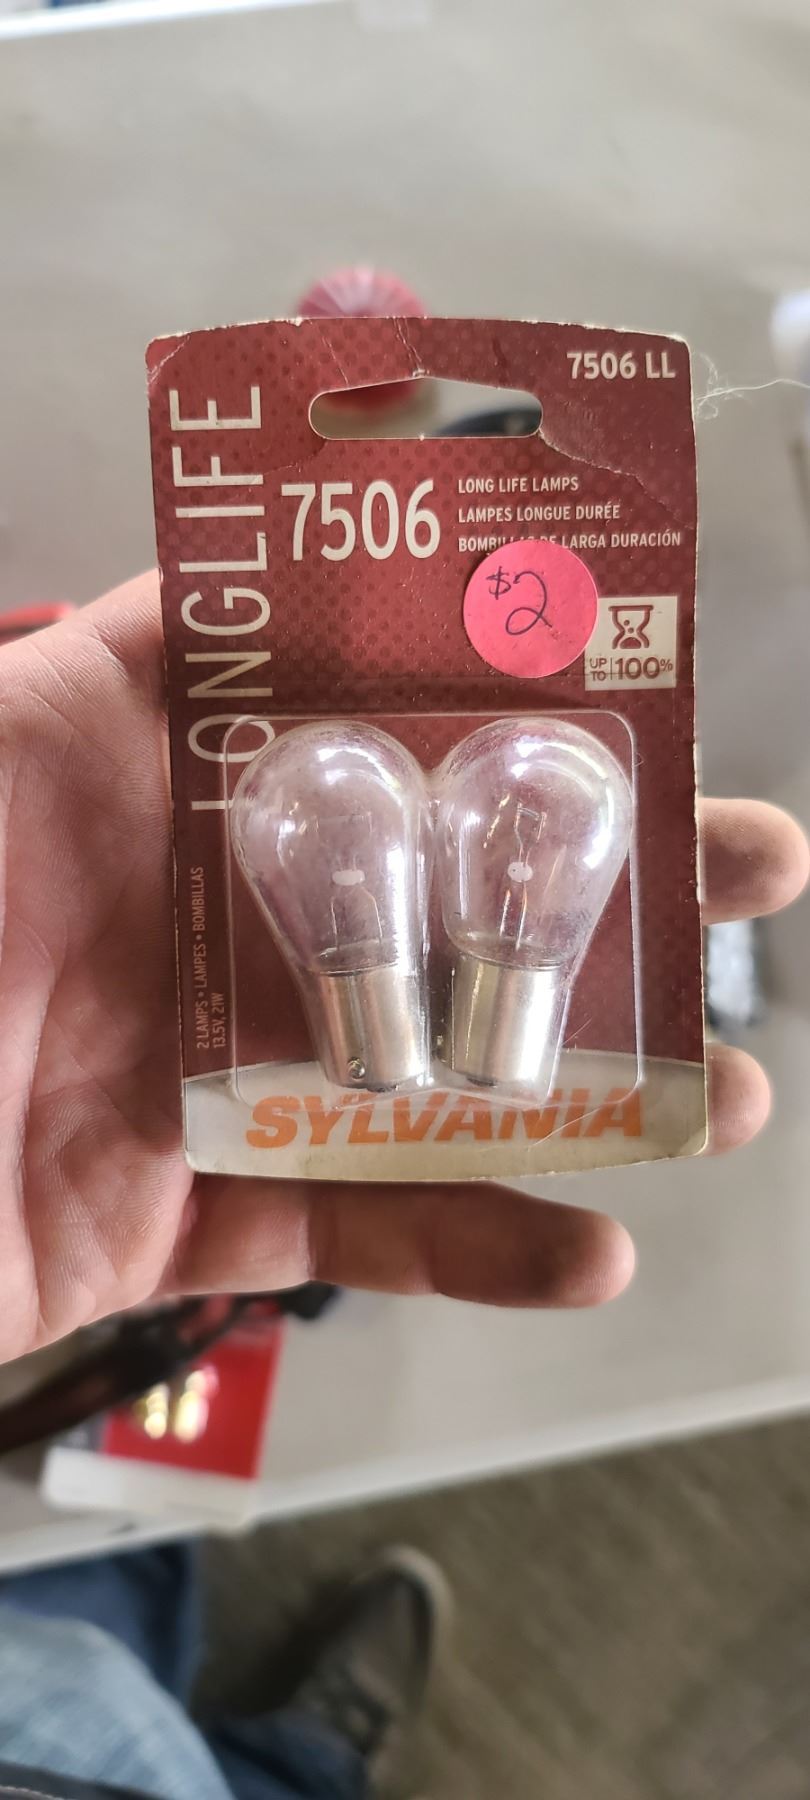 7506 LL
LONGLIFE
7506
LONG LIFE LAMPS
LAMPES LONGUE DURÉE
BOMBILLAS DE LARGA DURACIÓN
$2
UP TO 100%
2 LAMPS • LAMPES • BOMBILLAS
13.5V, 21W
SYLVANIA